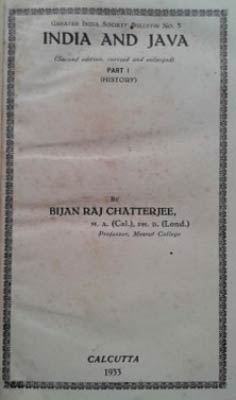 GREATER INDIA SOCIETY BULLETIN No. 5
INDIA AND JAVA
(Second edition, revised and enlarged)
PART I
(HISTORY)
By
BIJAN RAJ CHATTERJEE,
M. A. (Cal.), PH. D. (Lond.)
Professor, Meerut College
CALCUTTA
1933